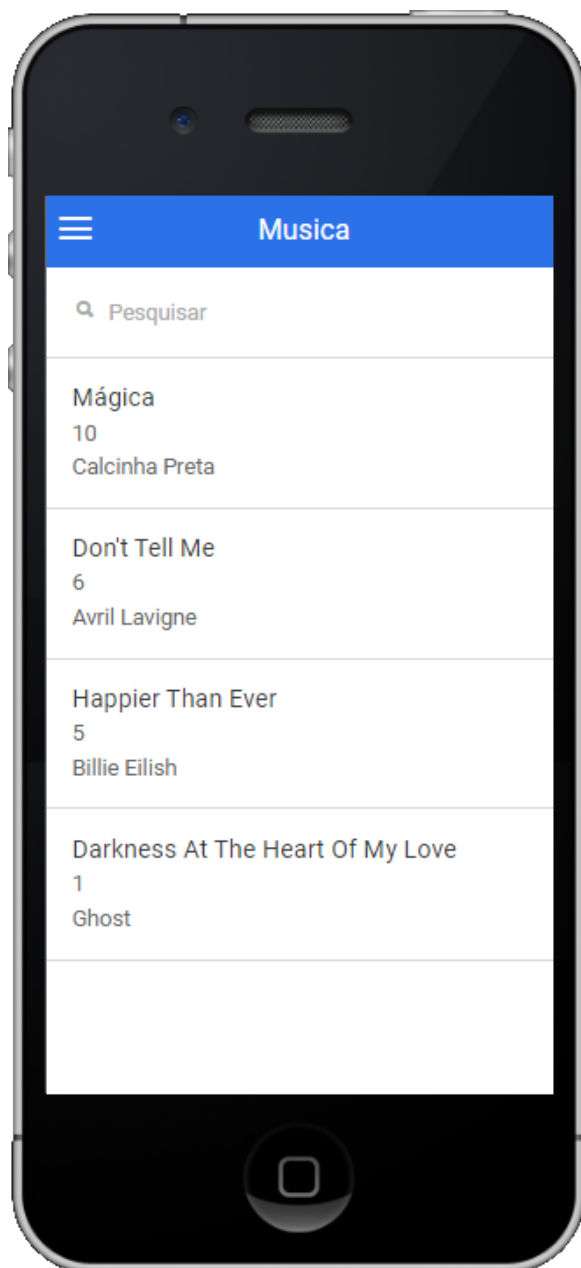 Musica
Pesquisar
Mágica
10
Calcinha Preta
Don't Tell Me
6
Avril Lavigne
Happier Than Ever
5
Billie Eilish
Darkness At The Heart Of My Love
1
Ghost